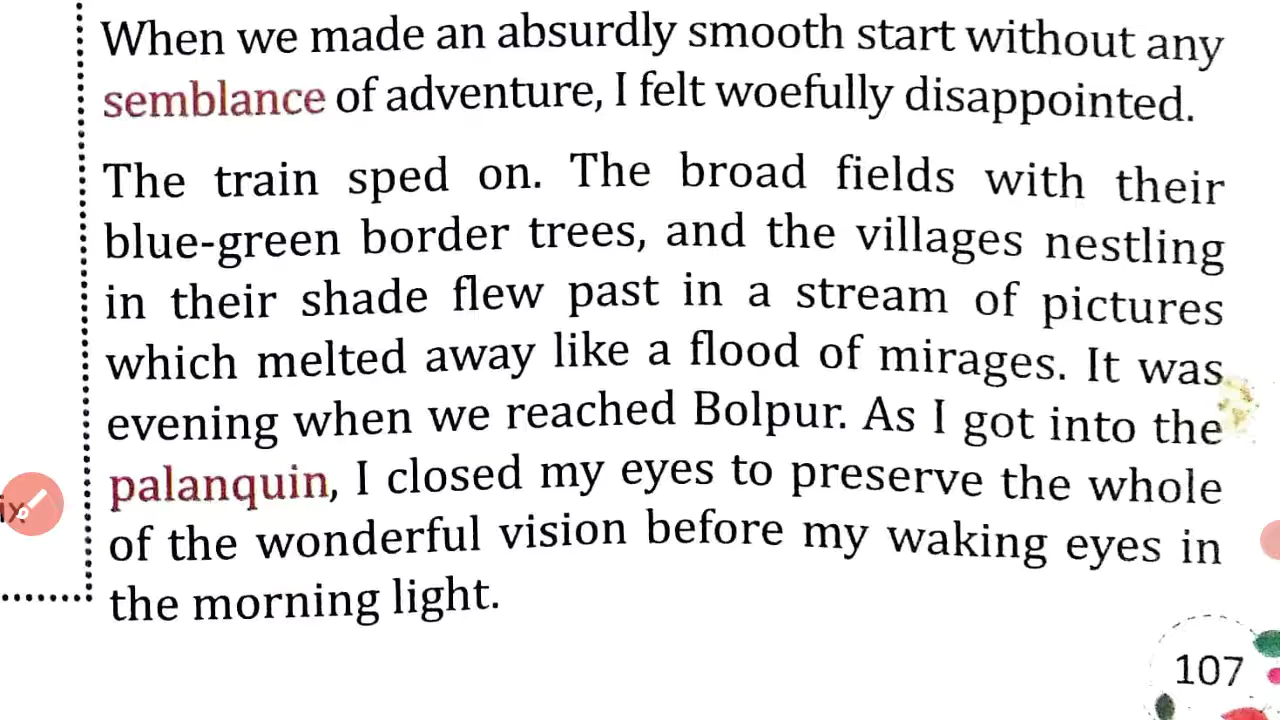 When we made an absurdly smooth start without any
semblance of adventure, I felt woefully disappointed.
The train sped on. The broad fields with their
blue-green border trees, and the villages nestling
in their shade flew past in a stream of pictures
which melted away like a flood of mirages. It was
evening when we reached Bolpur. As I got into the
palanquin, I closed my eyes to preserve the whole
of the wonderful vision before my waking eyes in
the morning light.
107